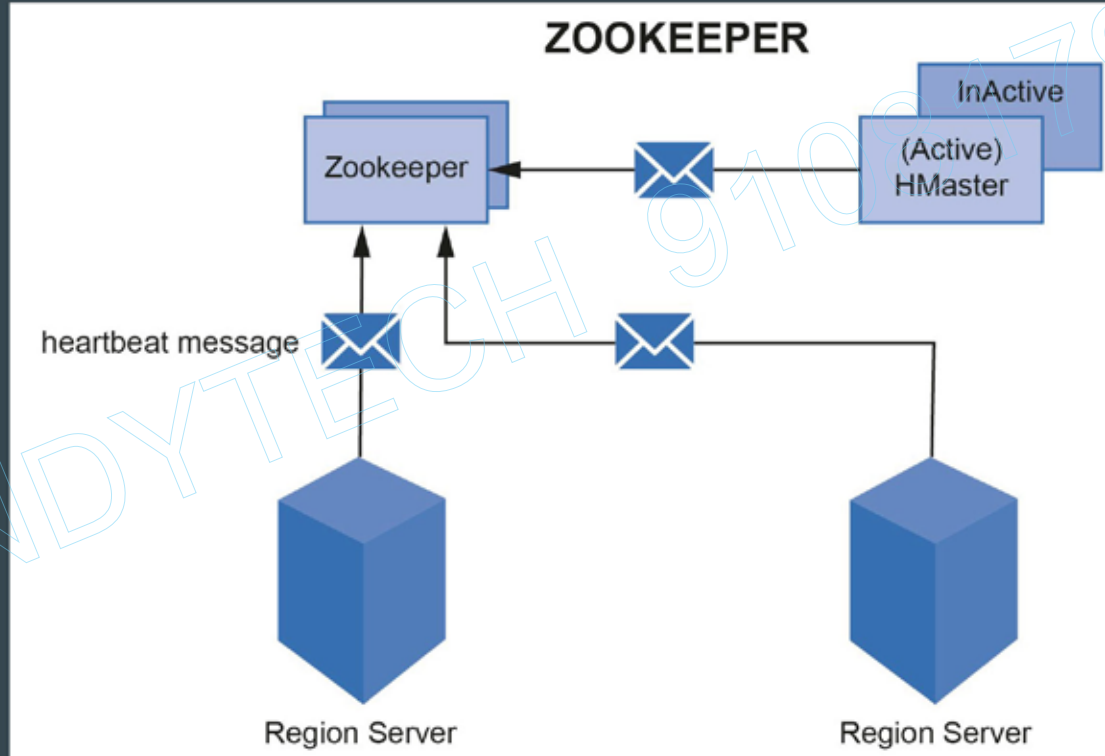 ZOOKEEPER
InActive
Zookeeper
(Active)
HMaster
heartbeat message
Region Server
Region Server